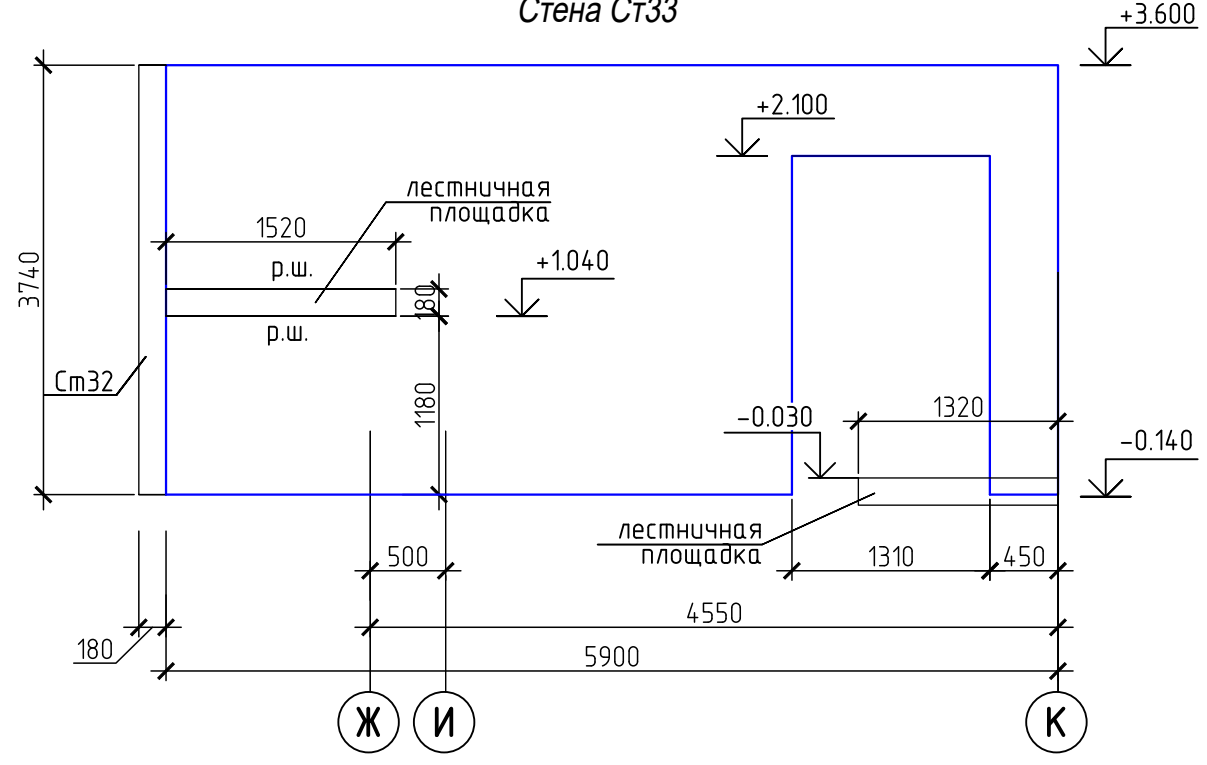 Стена Ст33
+3.600
+2.100
лестничная
площадка
1520
р.ш.
+1.040
3740
180
р.ш.
Ст32
1180
1320
-0.030
-0.140
лестничная
площадка
500
1310
450
4550
180
5900
Ж
И
К